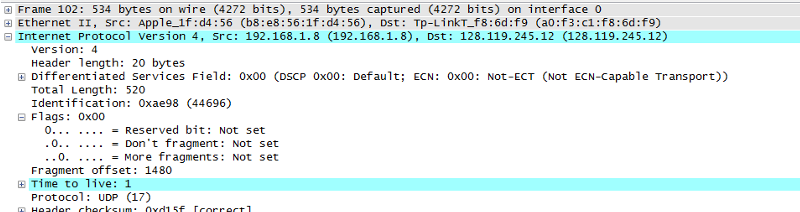 Frame 102: 534 bytes on wire (4272 bits), 534 bytes captured (4272 bits) on interface 0
Ethernet II, Src: Apple_1f:d4:56 (b8:e8:56:1f:d4:56), Dst: Tp-LinkT_f8:6d:f9 (a0:f3:c1:f8:6d:f9)
Internet Protocol Version 4, Src: 192.168.1.8 (192.168.1.8), Dst: 128.119.245.12 (128.119.245.12)
Version: 4
Header length: 20 bytes
Differentiated Services Field: 0x00 (DSCP 0x00: Default; ECN: 0x00: Not-ECT (Not ECN-Capable Transport))
Total Length: 520
Identification: 0xae98 (44696)
Flags: 0x00
0... .... = Reserved bit: Not set
.0.. .... = Don't fragment: Not set
..0. .... = More fragments: Not set
Fragment offset: 1480
Time to live: 1
Protocol: UDP (17)
Header checksum: 0xd15f [correct]